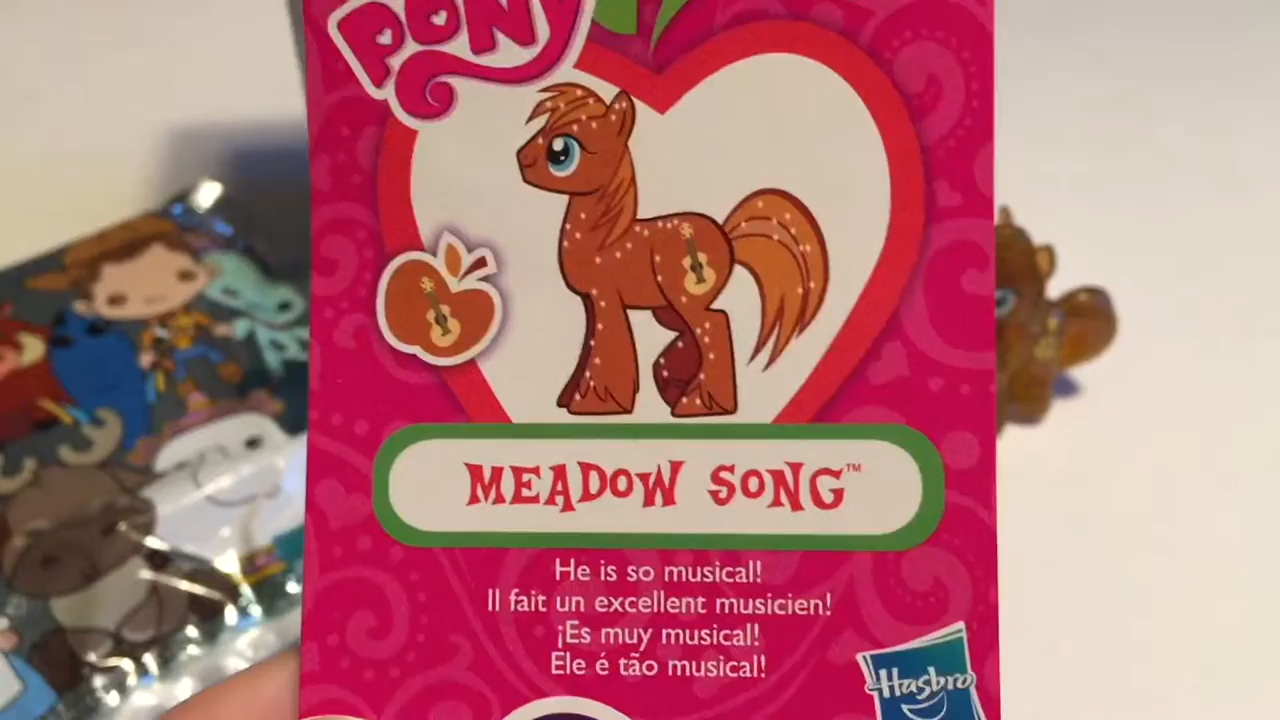 PONY
MEADOW SONG™
He is so musical!
Il fait un excellent musicien!
¡Es muy musical!
Ele é tão musical!
Hasbro